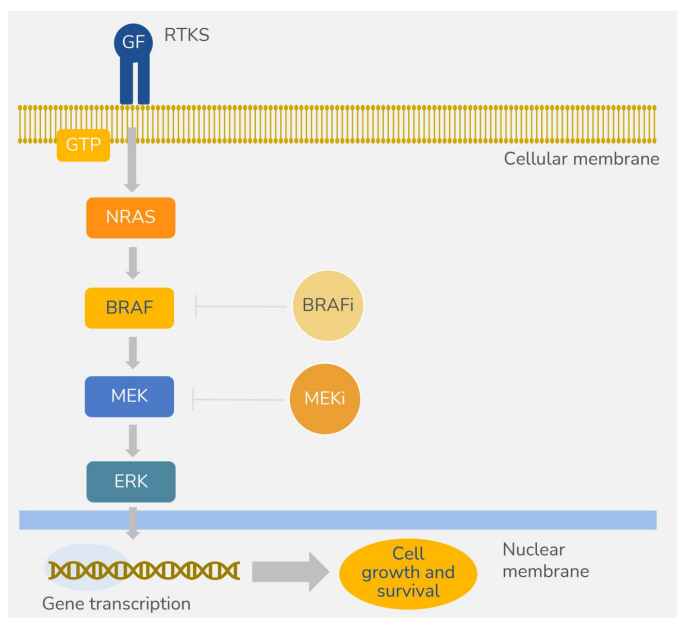 GF
RTKS
GTP
Cellular membrane
NRAS
BRAF
BRAFi
MEK
MEKi
ERK
Cell
growth and
survival
Nuclear
membrane
Gene transcription